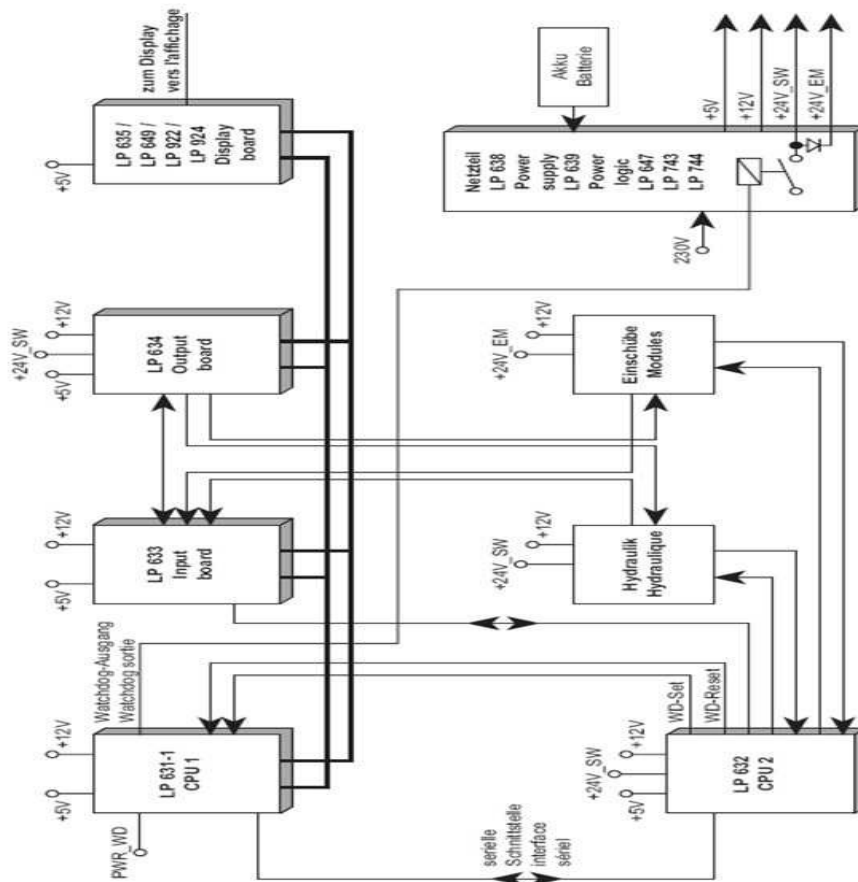 PWR_WD
+5V
+12V
LP 631-1
CPU 1
Watchdog-Ausgang
Watchdog sortie
+5V
+12V
LP 633
Input
board
+5V
+24V_SW
+12V
LP 634
Output
board
+5V
LP 635 /
LP 649 /
LP 922 /
LP 924
Display
board
zum Display
vers l'affichage
serielle
Schnittstelle
interface
sériel
+5V
+24V_SW
+12V
LP 632
CPU 2
WD-Set
WD-Reset
+24V_SW
+12V
Hydraulik
Hydraulique
+24V_EM
+12V
Einschübe
Modules
230V
Netzteil
LP 638
Power
supply
LP 639
Power
logic
LP 647
LP 743
LP 744
Akku
Batterie
+5V
+12V
+24V_SW
+24V_EM